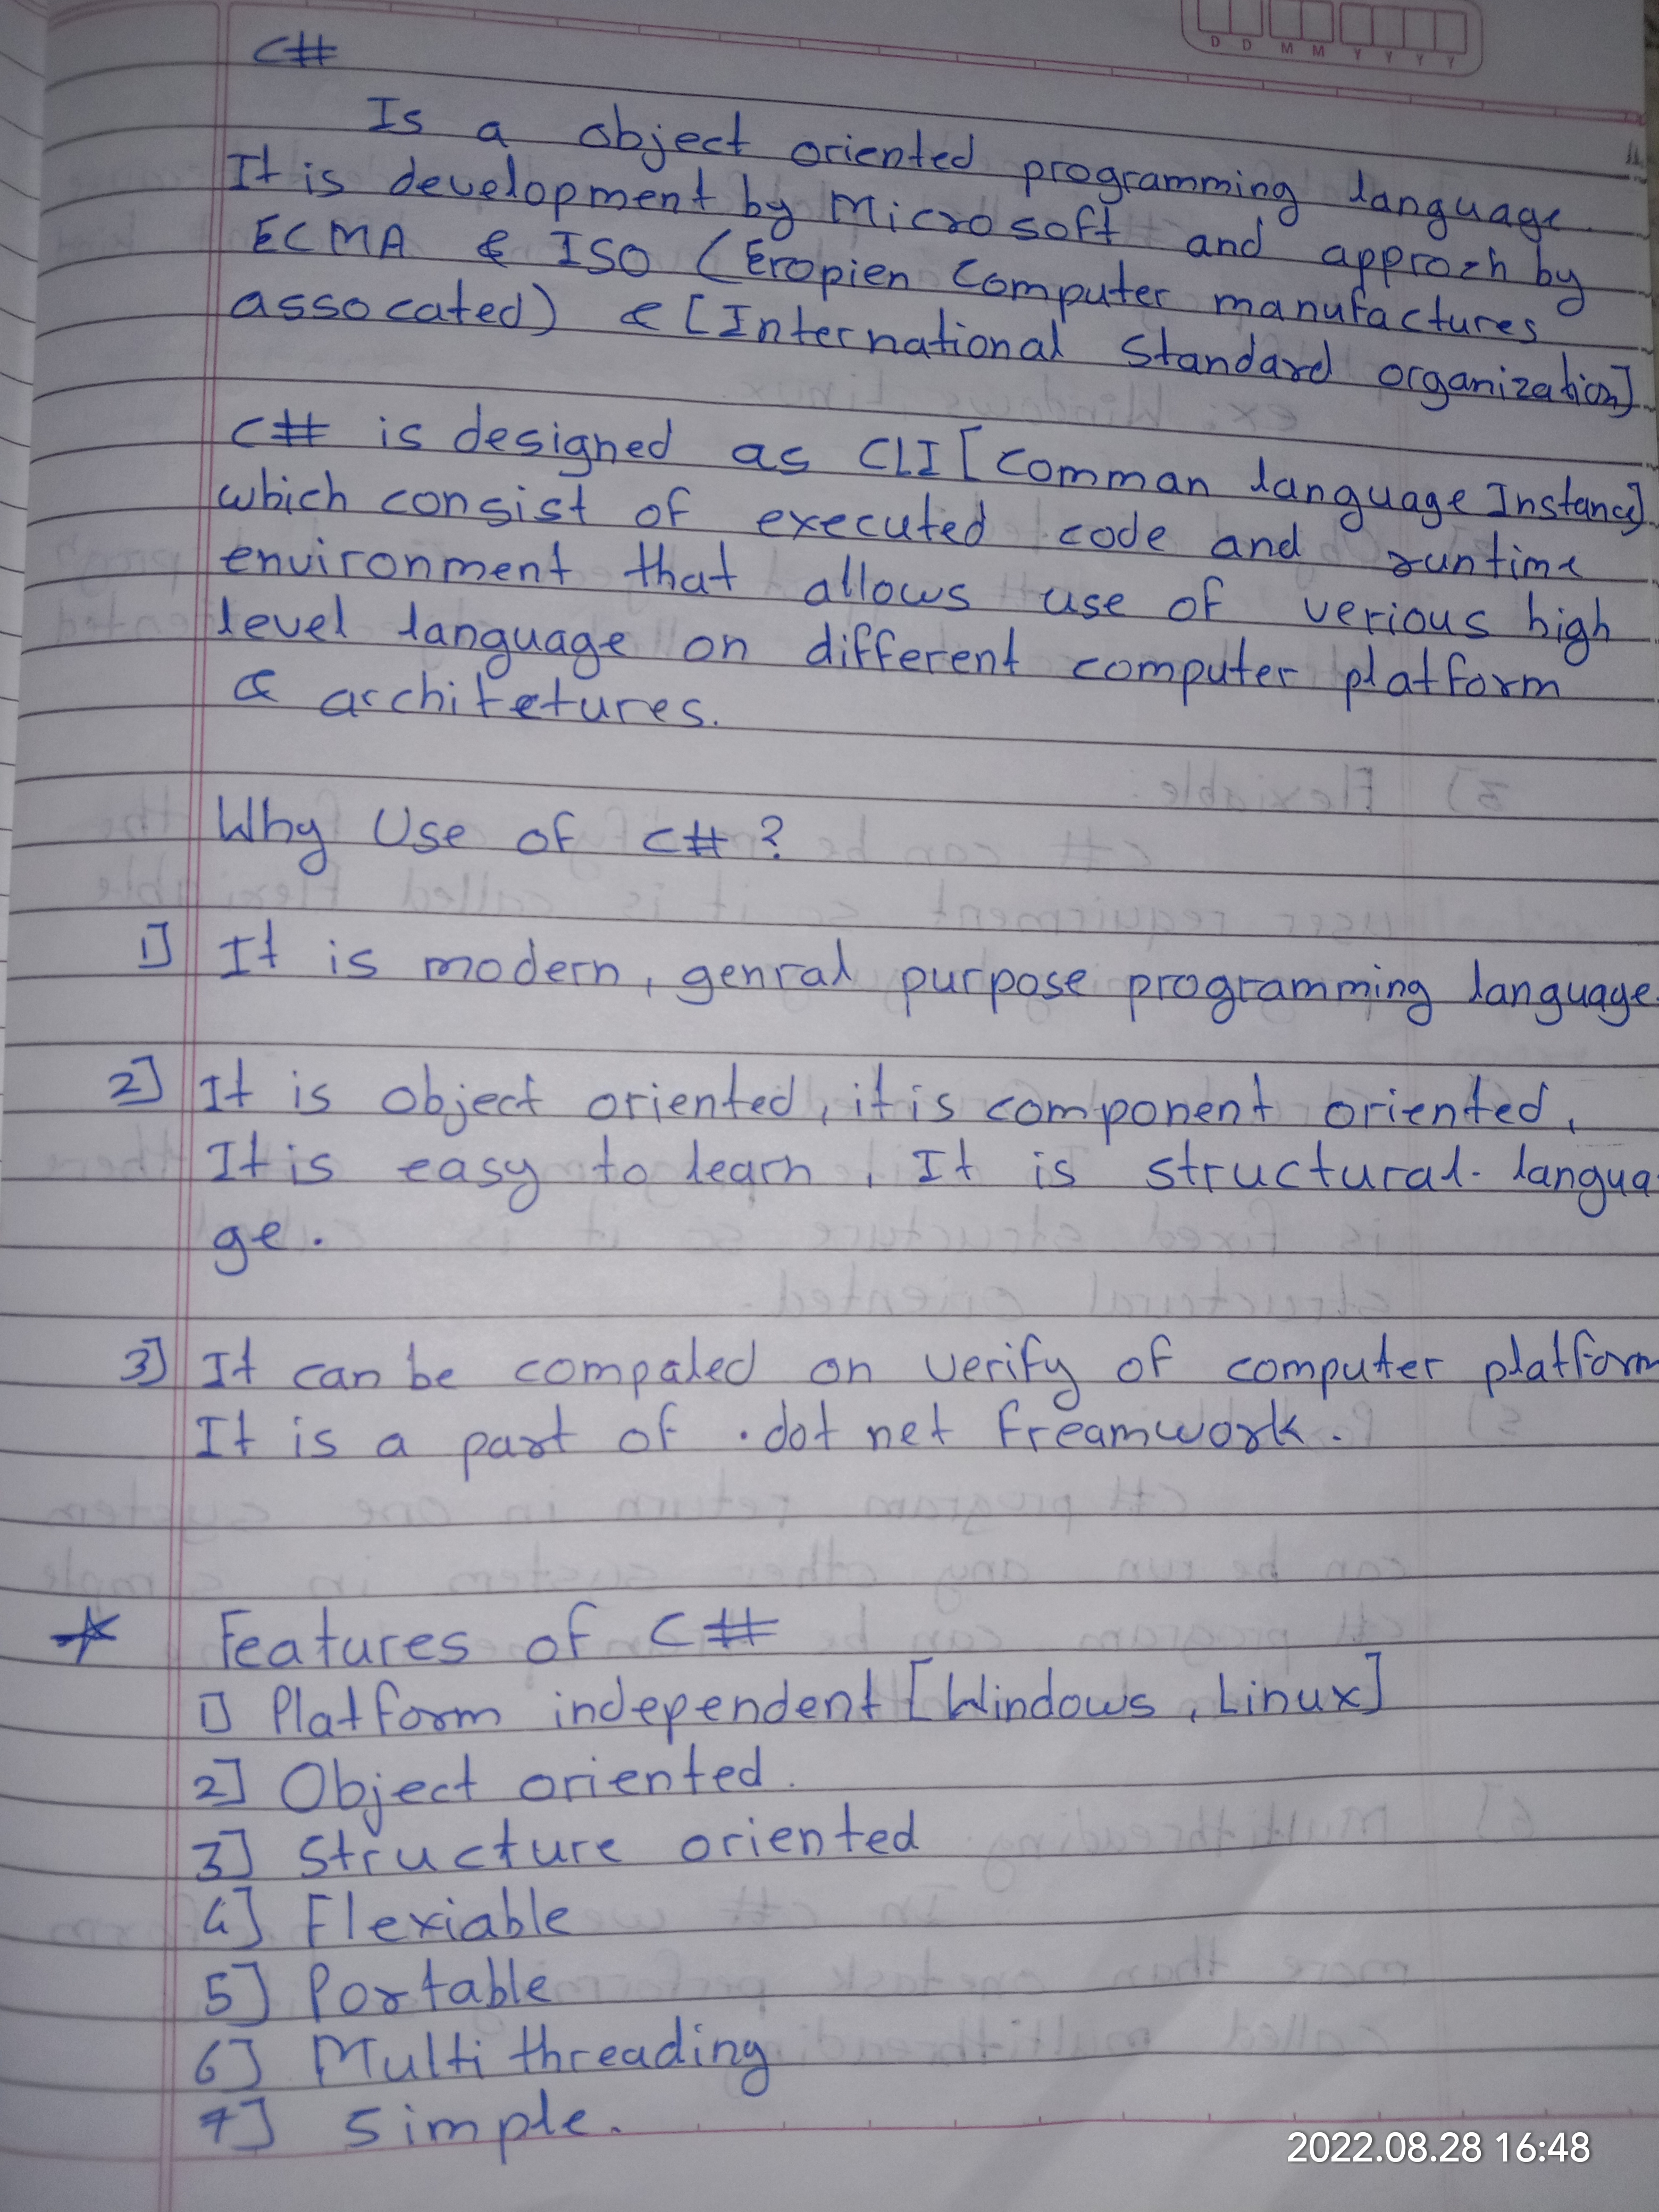 D D M M Y Y Y Y
C#
Is a object oriented programming language.
It is development by Microsoft and approzh by
ECMA & ISO (Eropien Computer manufactures
assocated) & [International Standard organization]
C# is designed as CLI [Comman language Instance]
which consist of executed code and runtime
environment that allows use of verious high
level language on different computer platform
& architetures.
Why Use of C# ?
1] It is modern, genral purpose programming language
2] It is object oriented, it is component oriented,
It is easy to learn, It is structural- langua
ge.
3] It can be compaled on verify of computer platform
It is a part of .dot net freamwork.
Features of C#
1] Platform independent [Windows, Linux]
2] Object oriented.
3] Structure oriented
4] Flexiable
5] Portable
6] Multi threading
7] Simple.
2022.08.28 16:48